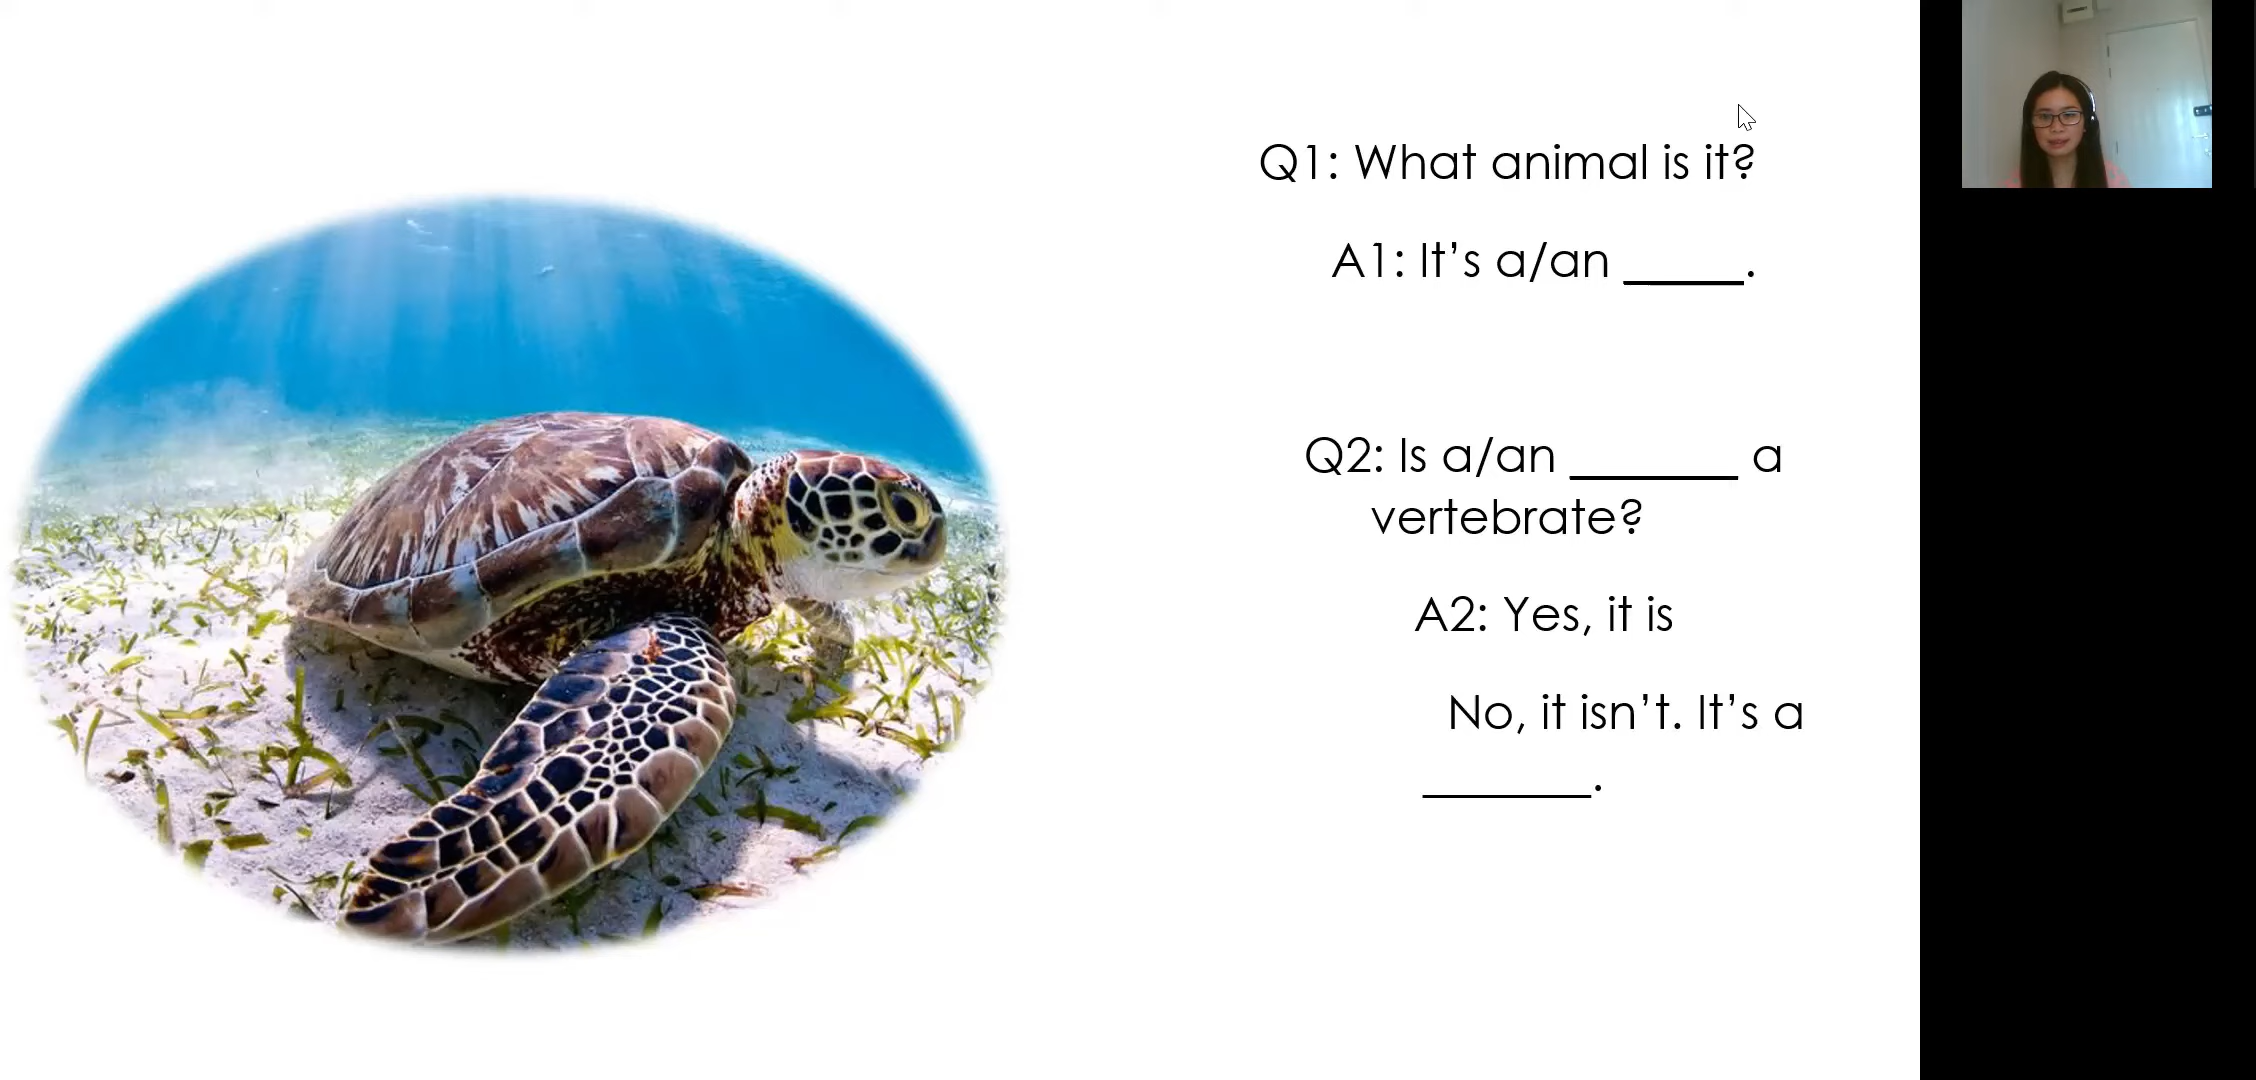 Q1: What animal is it?
A1: It’s a/an _____.
Q2: Is a/an _______ a
vertebrate?
A2: Yes, it is
No, it isn’t. It’s a
_______.